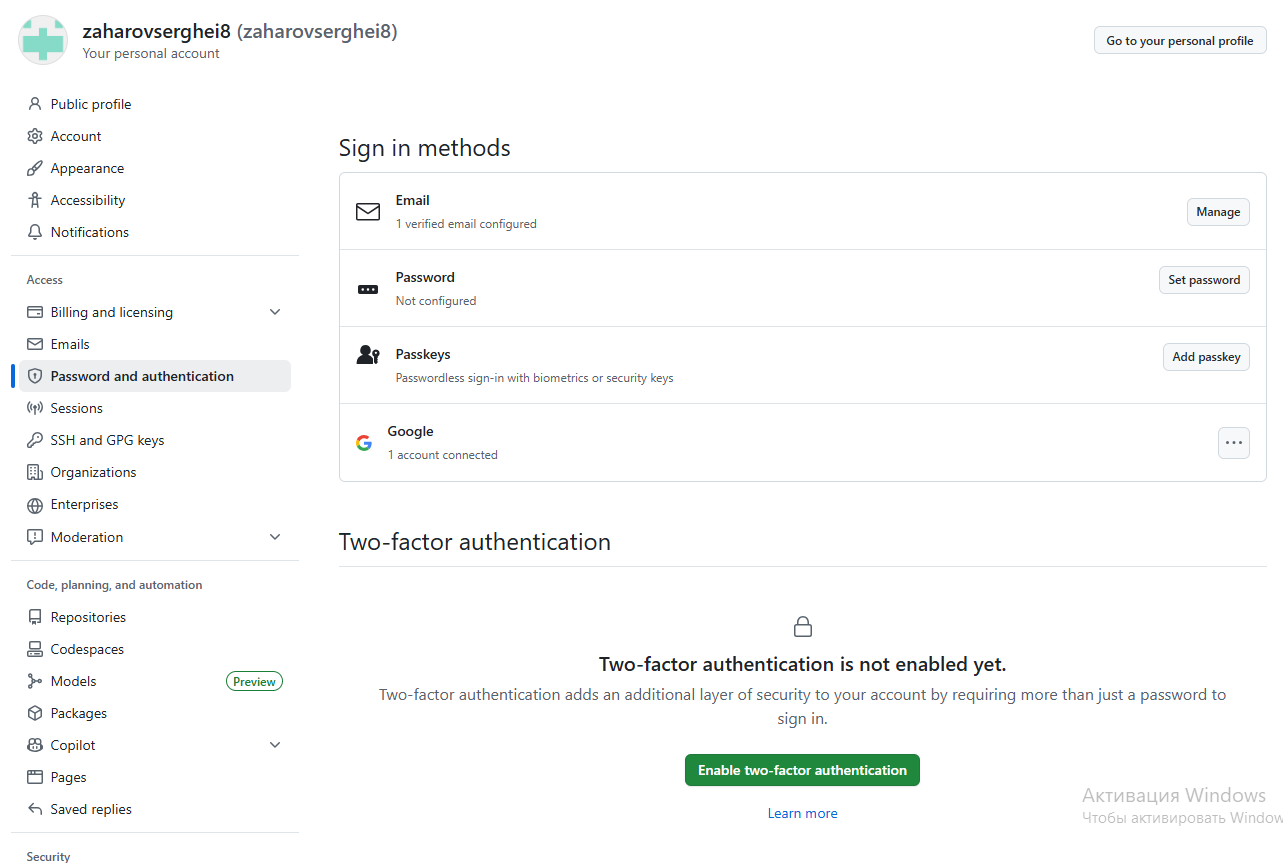 zaharovserghei8 (zaharovserghei8)
Your personal account
Go to your personal profile
Public profile
Account
Appearance
Accessibility
Notifications
Access
Billing and licensing
Emails
Password and authentication
Sessions
SSH and GPG keys
Organizations
Enterprises
Moderation
Code, planning, and automation
Repositories
Codespaces
Models Preview
Packages
Copilot
Pages
Saved replies
Security
Sign in methods
Email
1 verified email configured
Manage
Password
Not configured
Set password
Passkeys
Passwordless sign-in with biometrics or security keys
Add passkey
Google
1 account connected
Two-factor authentication
Two-factor authentication is not enabled yet.
Two-factor authentication adds an additional layer of security to your account by requiring more than just a password to
sign in.
Enable two-factor authentication
Learn more
Активация Windows
Чтобы активировать Window